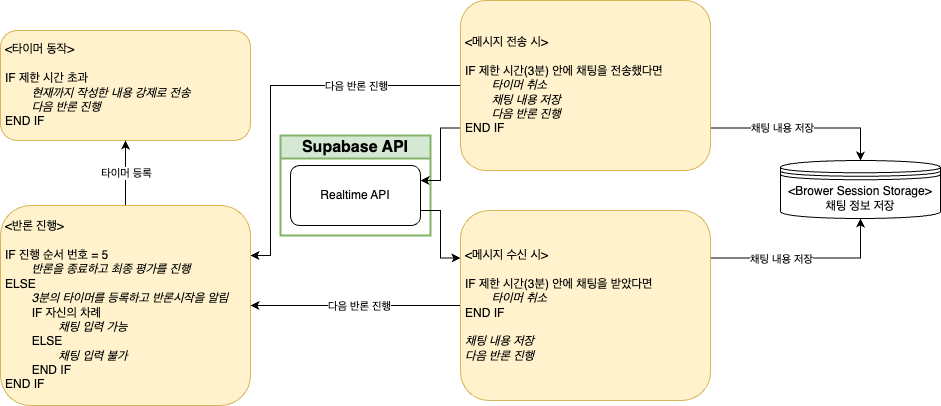 <타이머 동작>
IF 제한 시간 초과
현재까지 작성한 내용 강제로 전송
다음 반론 진행
END IF
타이머 등록
<반론 진행>
IF 진행 순서 번호 = 5
반론을 종료하고 최종 평가를 진행
ELSE
3분의 타이머를 등록하고 반론시작을 알림
IF 자신의 차례
채팅 입력 가능
ELSE
채팅 입력 불가
END IF
END IF
다음 반론 진행
Supabase API
Realtime API
다음 반론 진행
<메시지 전송 시>
IF 제한 시간(3분) 안에 채팅을 전송했다면
타이머 취소
채팅 내용 저장
다음 반론 진행
END IF
<메시지 수신 시>
IF 제한 시간(3분) 안에 채팅을 받았다면
타이머 취소
END IF
채팅 내용 저장
다음 반론 진행
채팅 내용 저장
<Brower Session Storage>
채팅 정보 저장
채팅 내용 저장